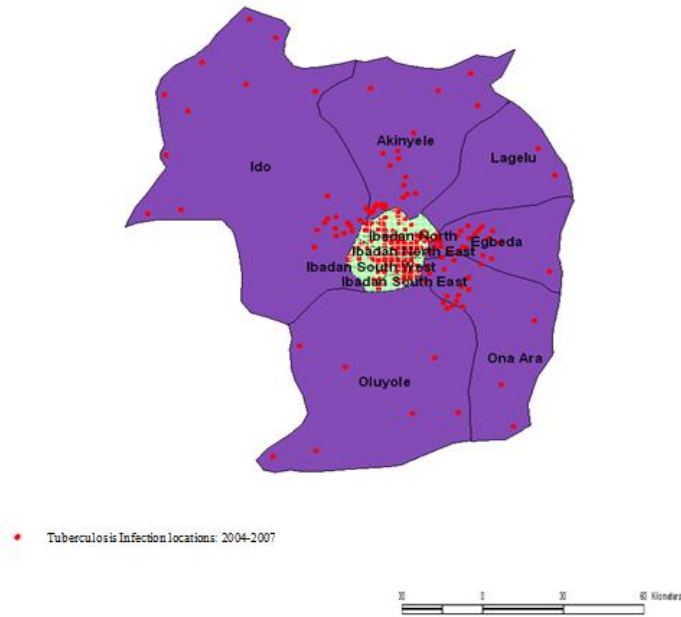 Akinyele
Lagelu
Ido
Ibadan North
Egbeda
Ibadan North East
Ibadan South West
Ibadan South East
Ona Ara
Oluyole
Tuberculosis Infection locations: 2004-2007
30 0 30 60 Kilometers